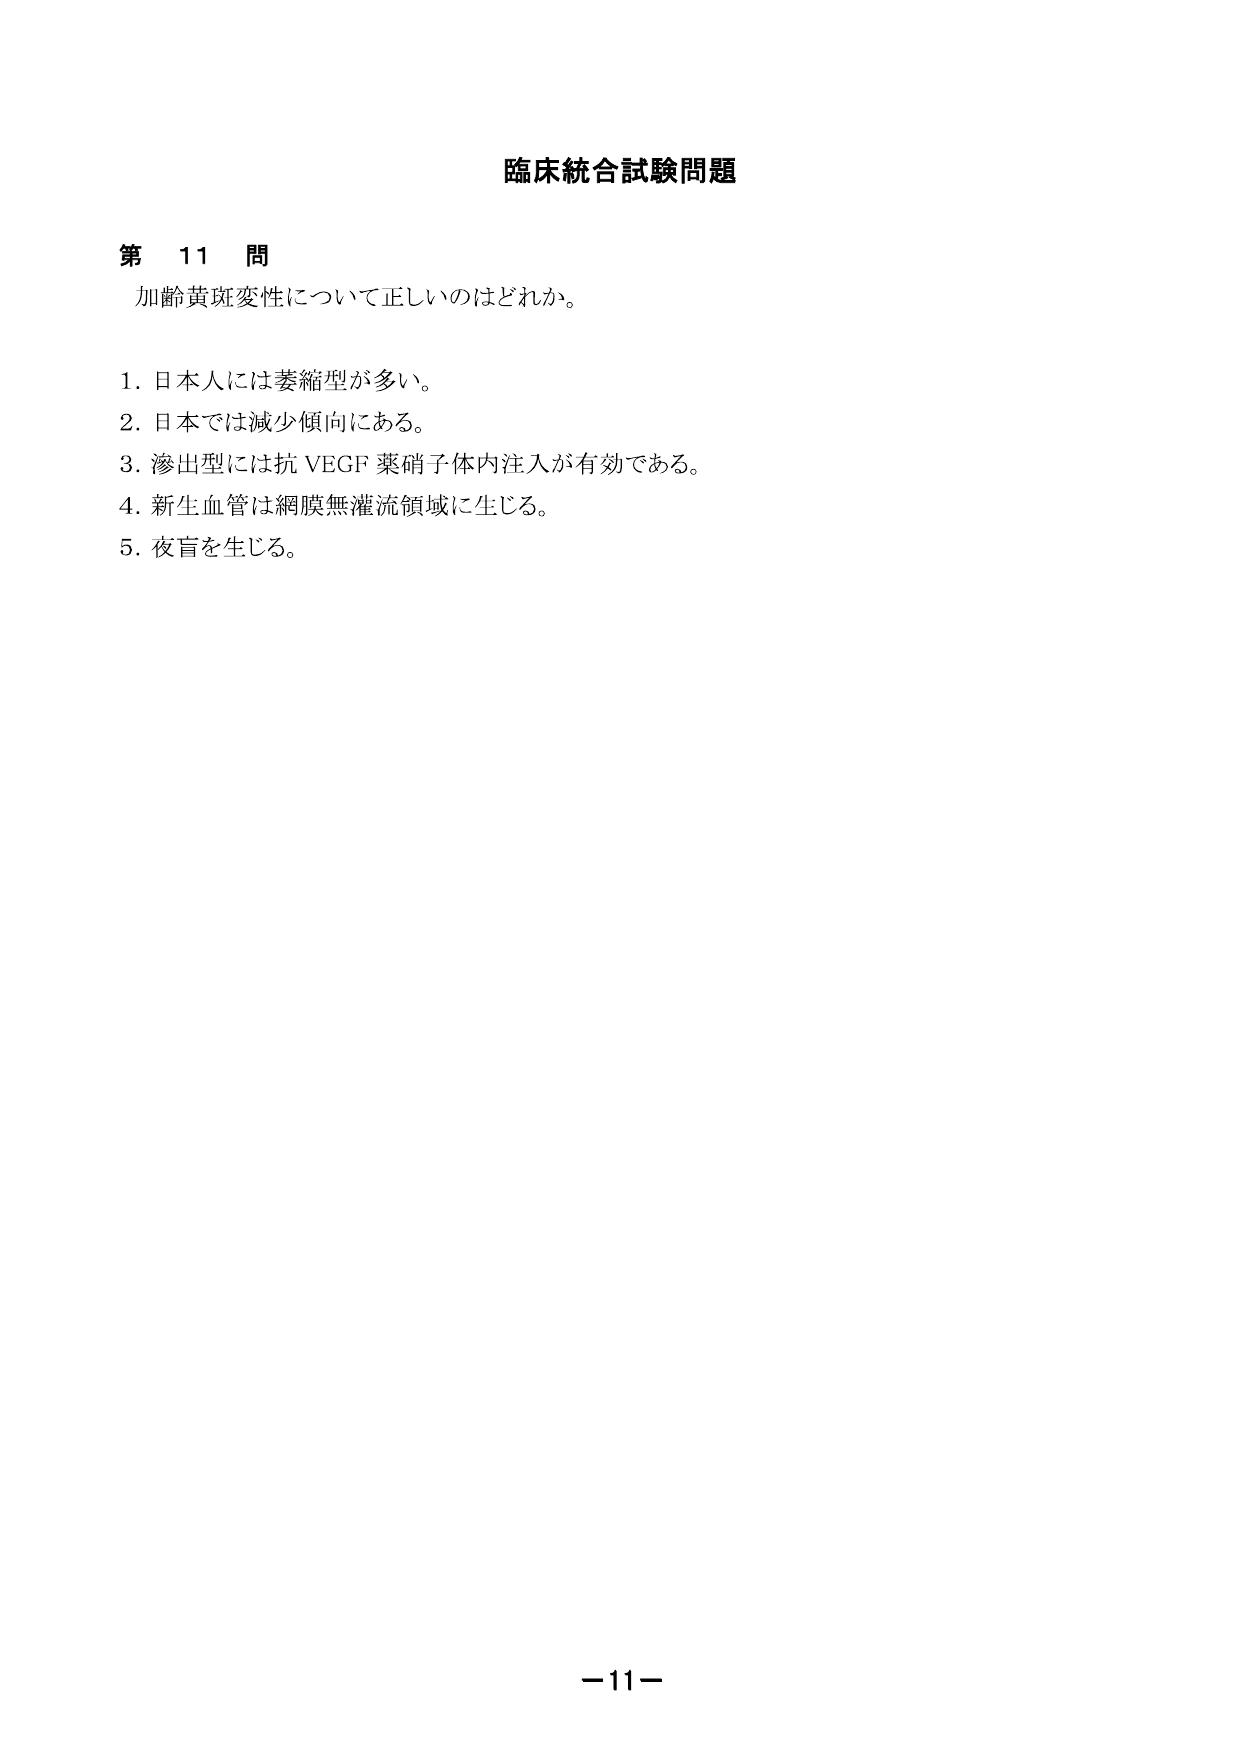 臨床統合試験問題
第 11 問
加齢黄斑変性について正しいのはどれか。
1. 日本人には萎縮型が多い。
2. 日本では減少傾向にある。
3. 滲出型には抗 VEGF 薬硝子体内注入が有効である。
4. 新生血管は網膜無灌流領域に生じる。
5. 夜盲を生じる。
－11－